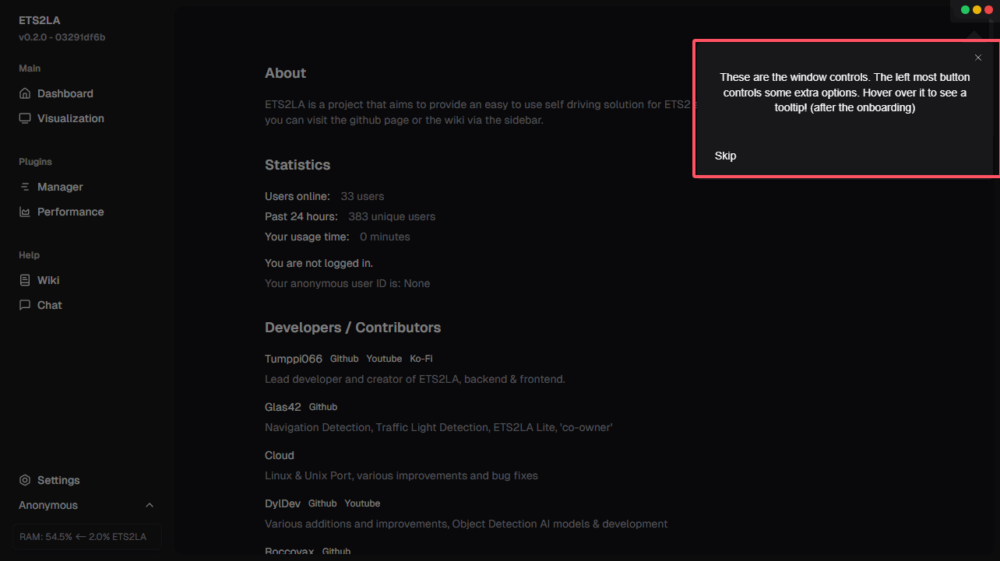 ETS2LA
v0.2.0 - 03291df6b
Main
Dashboard
Visualization
Plugins
Manager
Performance
Help
Wiki
Chat
Settings
Anonymous
RAM: 54.5% <- 2.0% ETS2LA
About
ETS2LA is a project that aims to provide an easy to use self driving solution for ETS2
you can visit the github page or the wiki via the sidebar.
Statistics
Users online: 33 users
Past 24 hours: 383 unique users
Your usage time: 0 minutes
You are not logged in.
Your anonymous user ID is: None
Developers / Contributors
Tumppi066 Github Youtube Ko-Fi
Lead developer and creator of ETS2LA, backend & frontend.
Glas42 Github
Navigation Detection, Traffic Light Detection, ETS2LA Lite, 'co-owner'
Cloud
Linux & Unix Port, various improvements and bug fixes
DylDev Github Youtube
Various additions and improvements, Object Detection AI models & development
Roccovax Github
These are the window controls. The left most button
controls some extra options. Hover over it to see a
tooltip! (after the onboarding)
Skip